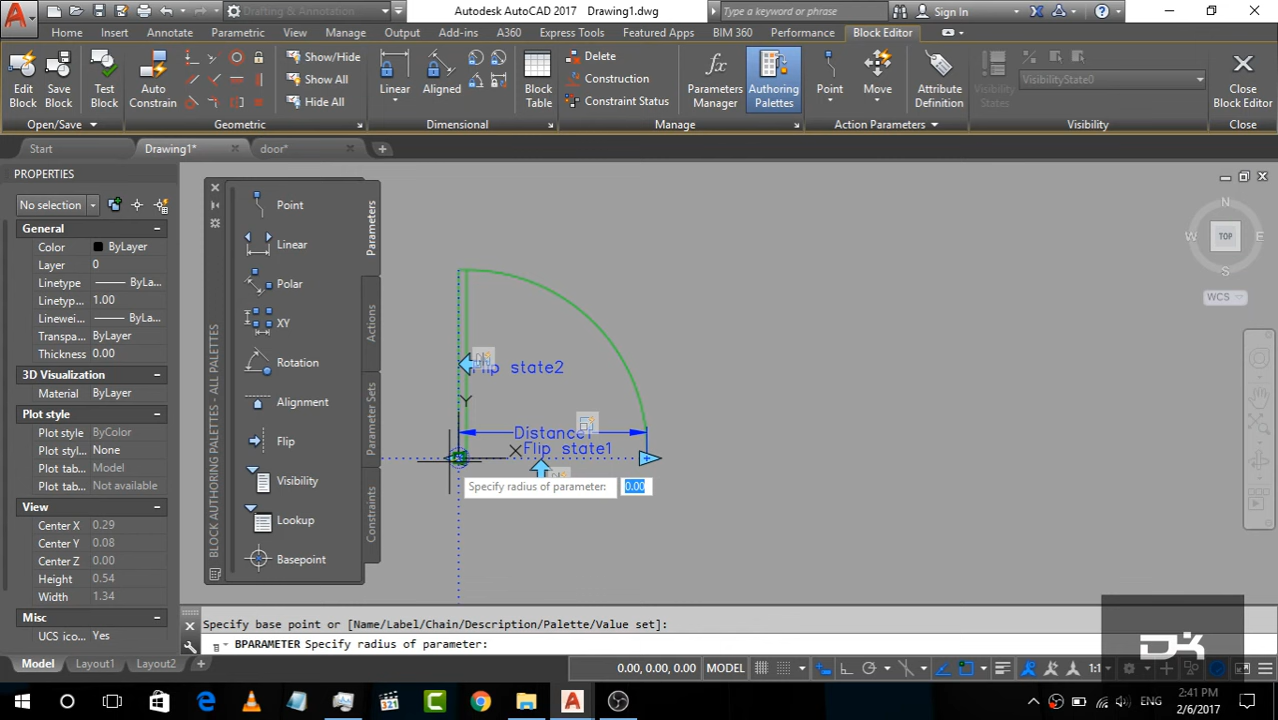 Drafting & Annotation
Autodesk AutoCAD 2017 Drawing1.dwg
Type a keyword or phrase
Sign In
Home Insert Annotate Parametric View Manage Output Add-ins A360 Express Tools Featured Apps BIM 360 Performance Block Editor
Edit Block
Save Block
Test Block
Auto Constrain
Show/Hide
Show All
Hide All
Linear
Aligned
Block Table
Delete
Construction
Constraint Status
Parameters Manager
Authoring Palettes
Point
Move
Attribute Definition
Visibility States
VisibilityState0
Close Block Editor
Open/Save Geometric Dimensional Manage Action Parameters Visibility Close
Start Drawing1* door*
PROPERTIES
No selection
General
Color ByLayer
Layer 0
Linetype ByLa...
Linetyp... 1.00
Linewei... ByLa...
Transpa... ByLayer
Thickness 0.00
3D Visualization
Material ByLayer
Plot style
Plot style ByColor
Plot sty... None
Plot tab... Model
Plot tab... Not available
View
Center X 0.29
Center Y 0.08
Center Z 0.00
Height 0.54
Width 1.34
Misc
UCS ico... Yes
BLOCK AUTHORING PALETTES - ALL PALETTES
Point
Linear
Polar
XY
Rotation
Alignment
Flip
Visibility
Lookup
Basepoint
Parameters
Actions
Parameter Sets
Constraints
Flip state2
Y
Distance1
X
Flip state1
Specify radius of parameter: 0.00
N
W TOP E
S
WCS
Specify base point or [Name/Label/Chain/Description/Palette/Value set]:
BPARAMETER Specify radius of parameter:
Model Layout1 Layout2
0.00, 0.00, 0.00 MODEL
1:1
ENG
2:41 PM
2/6/2017